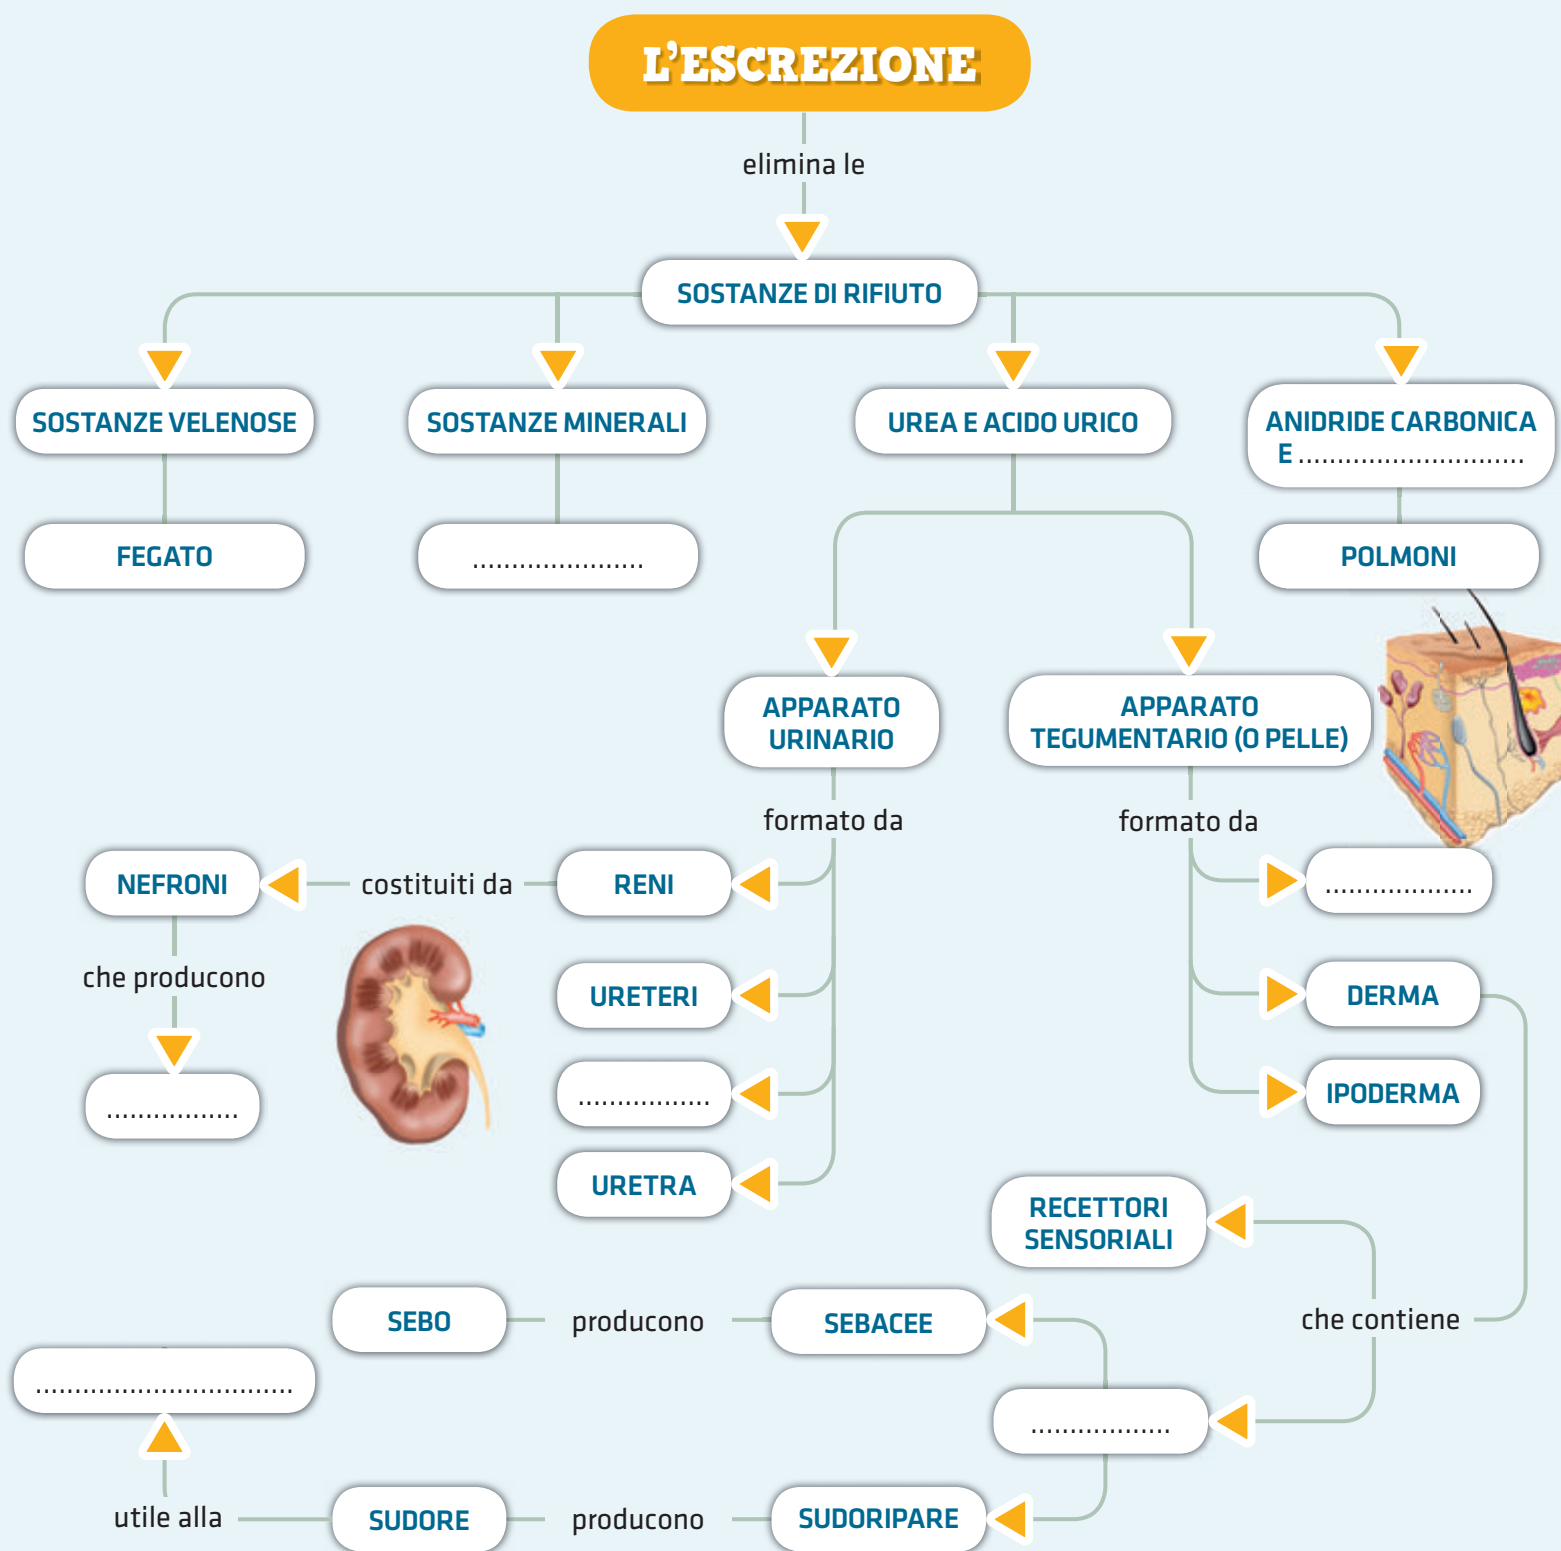 L'ESCREZIONE
elimina le
SOSTANZE DI RIFIUTO
SOSTANZE VELENOSE
SOSTANZE MINERALI
UREA E ACIDO URICO
ANIDRIDE CARBONICA
E .............................
FEGATO
......................
POLMONI
APPARATO
URINARIO
APPARATO
TEGUMENTARIO (O PELLE)
formato da
formato da
NEFRONI
costituiti da
RENI
...................
che producono
URETERI
DERMA
.................
.................
IPODERMA
URETRA
RECETTORI
SENSORIALI
SEBO
producono
SEBACEE
che contiene
.................................
..................
utile alla
SUDORE
producono
SUDORIPARE